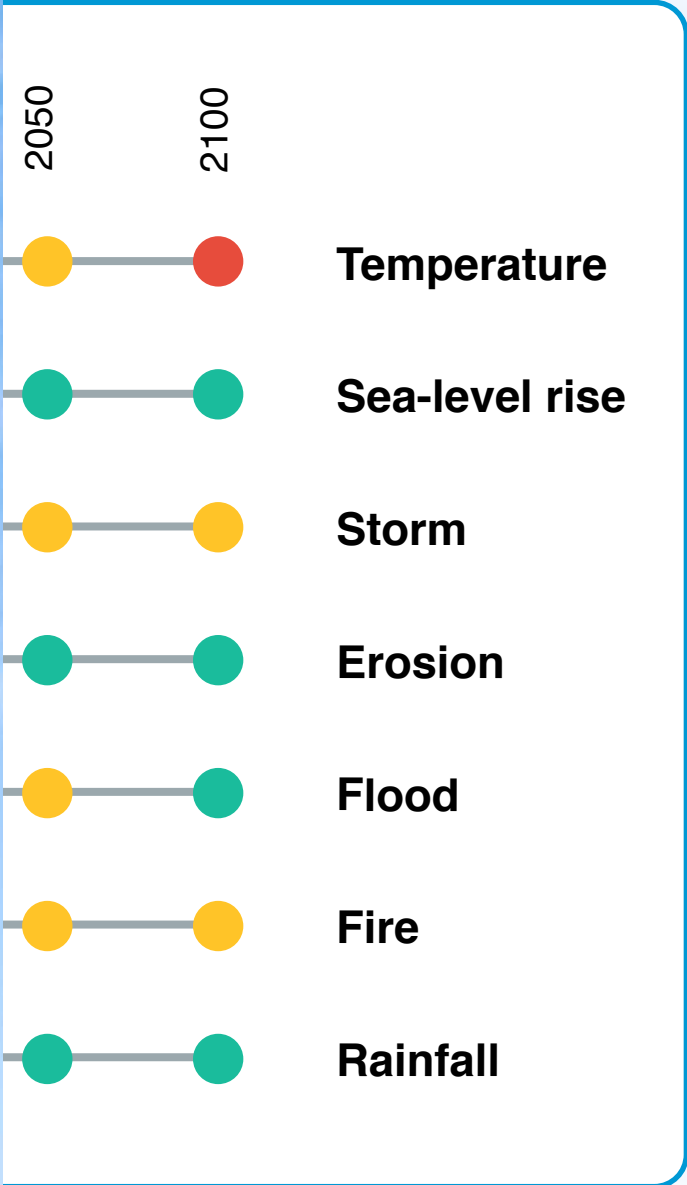 2050
2100
Temperature
Sea-level rise
Storm
Erosion
Flood
Fire
Rainfall